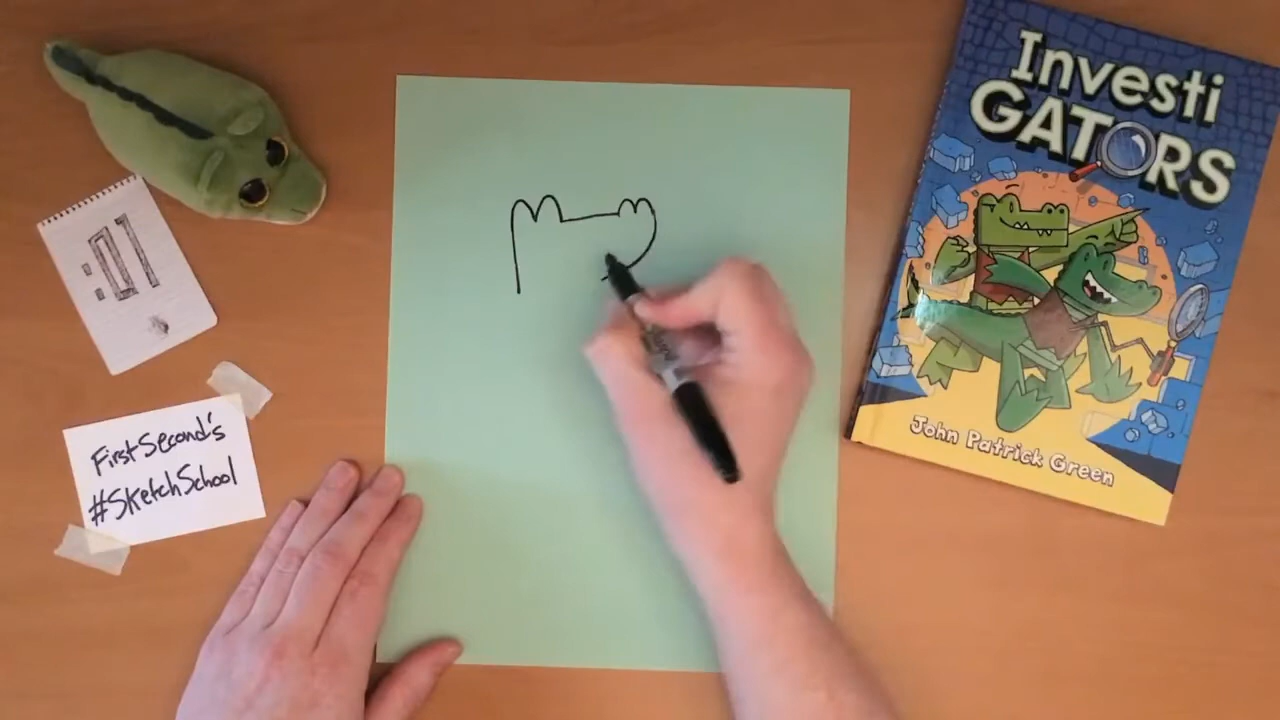 Investi
GATORS
:01
First Second's
#SketchSchool
John Patrick Green